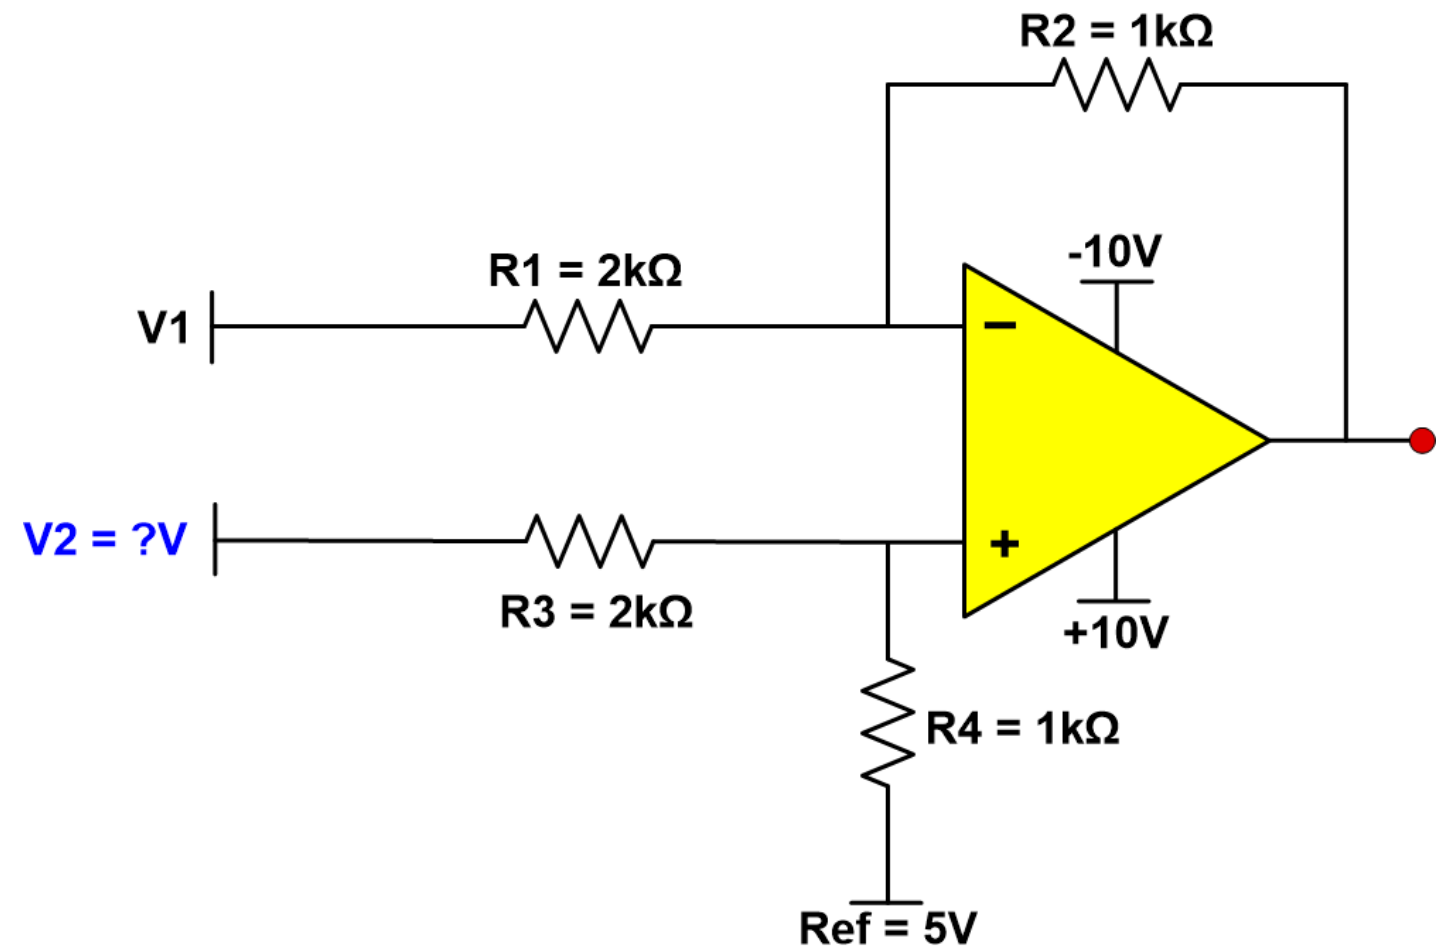 R2 = 1kΩ
-10V
R1 = 2kΩ
V1
−
V2 = ?V
+
R3 = 2kΩ
+10V
R4 = 1kΩ
Ref = 5V